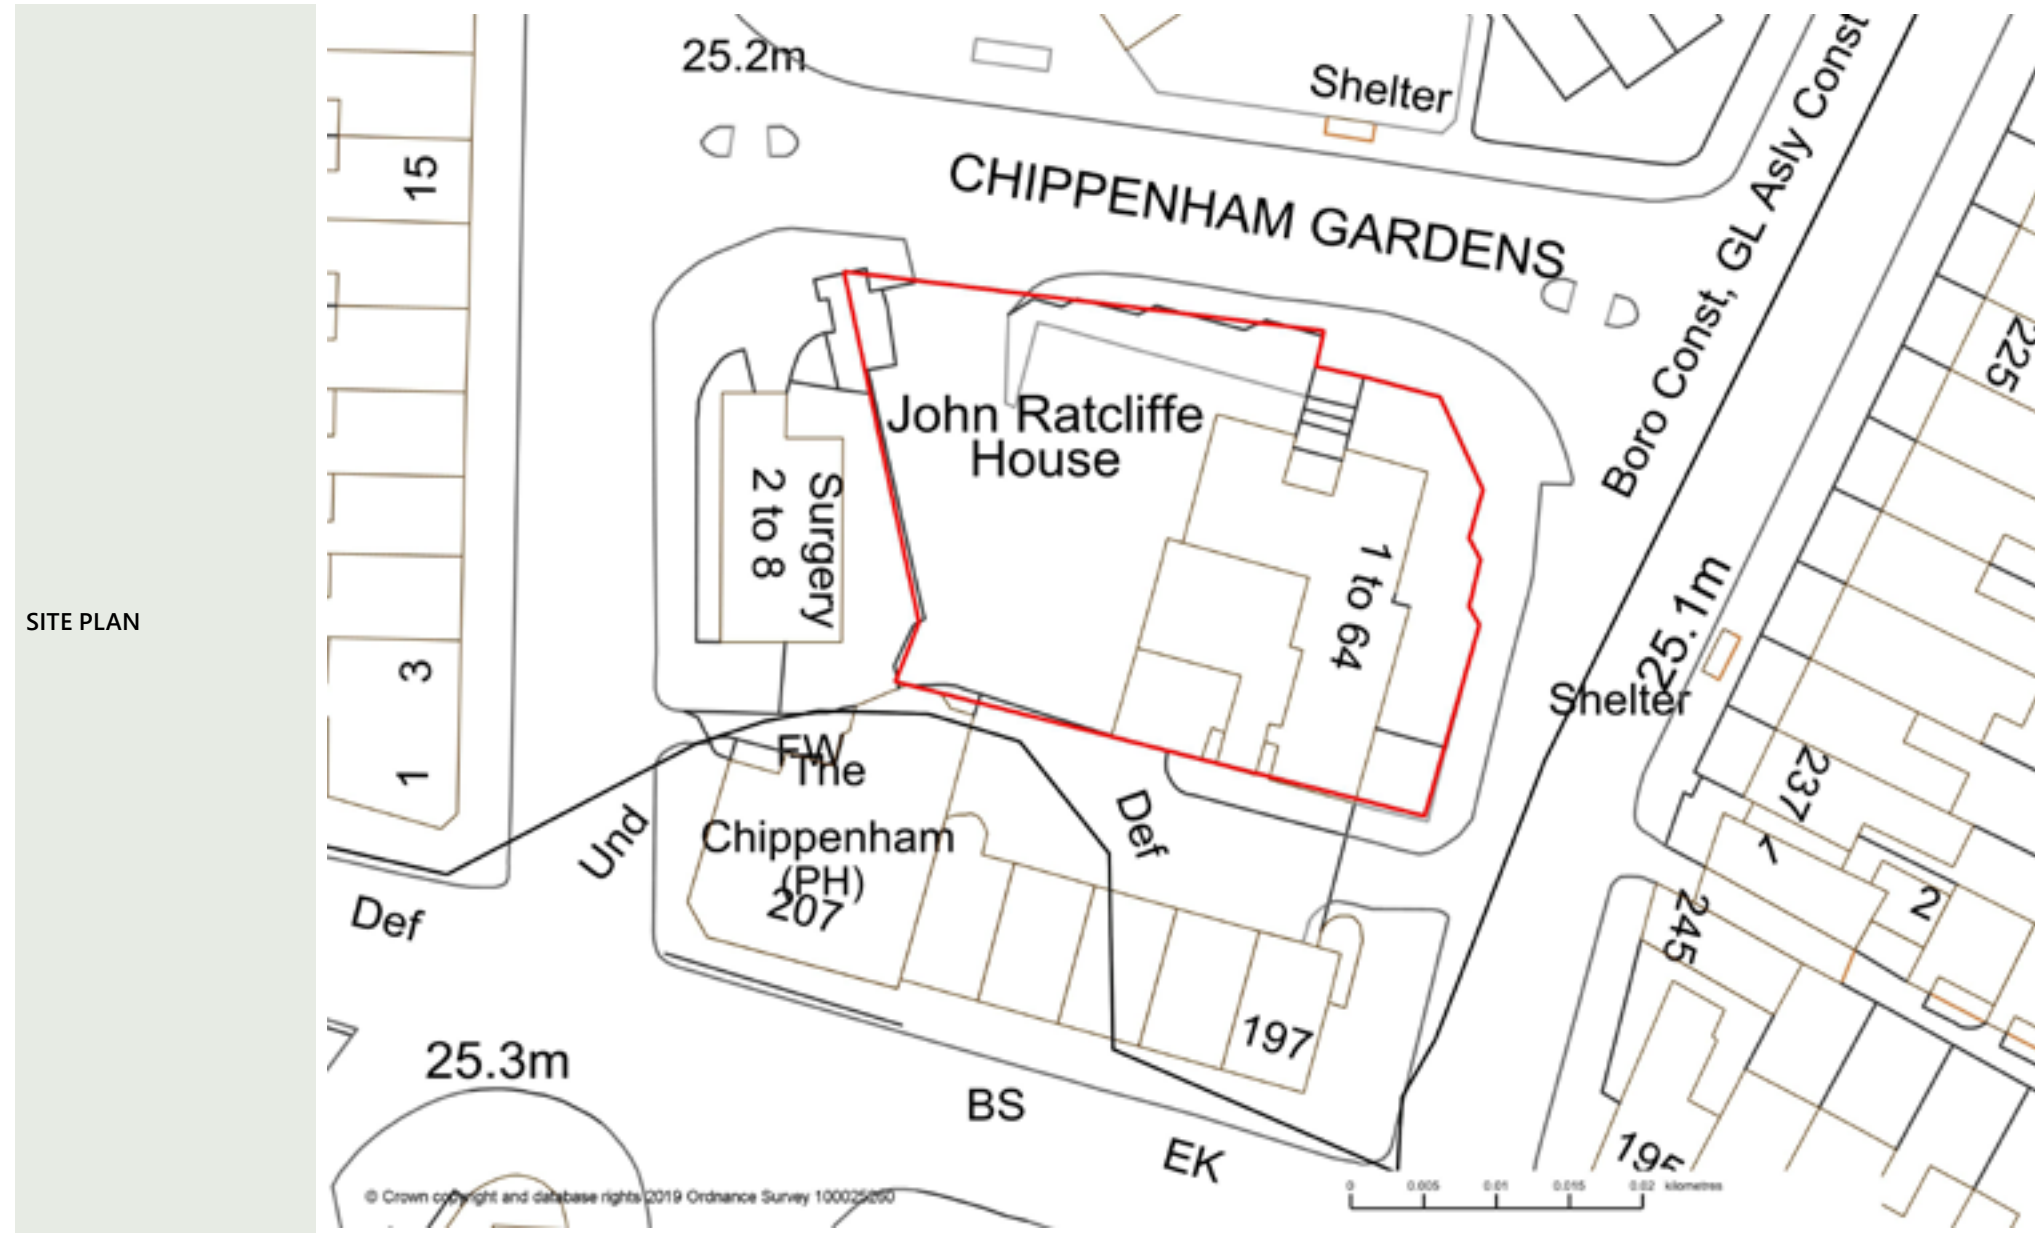 SITE PLAN
25.2m
Shelter
15
CHIPPENHAM GARDENS
Boro Const, GL Asly Const
225
John Ratcliffe
House
Surgery
2 to 8
1 to 64
25.1m
Shelter
3
1
FW
The
Chippenham
(PH)
207
Und
Def
Def
237
1
2
245
197
25.3m
BS
EK
195
© Crown copyright and database rights 2019 Ordnance Survey 100025260
0 0.005 0.01 0.015 0.02 kilometres